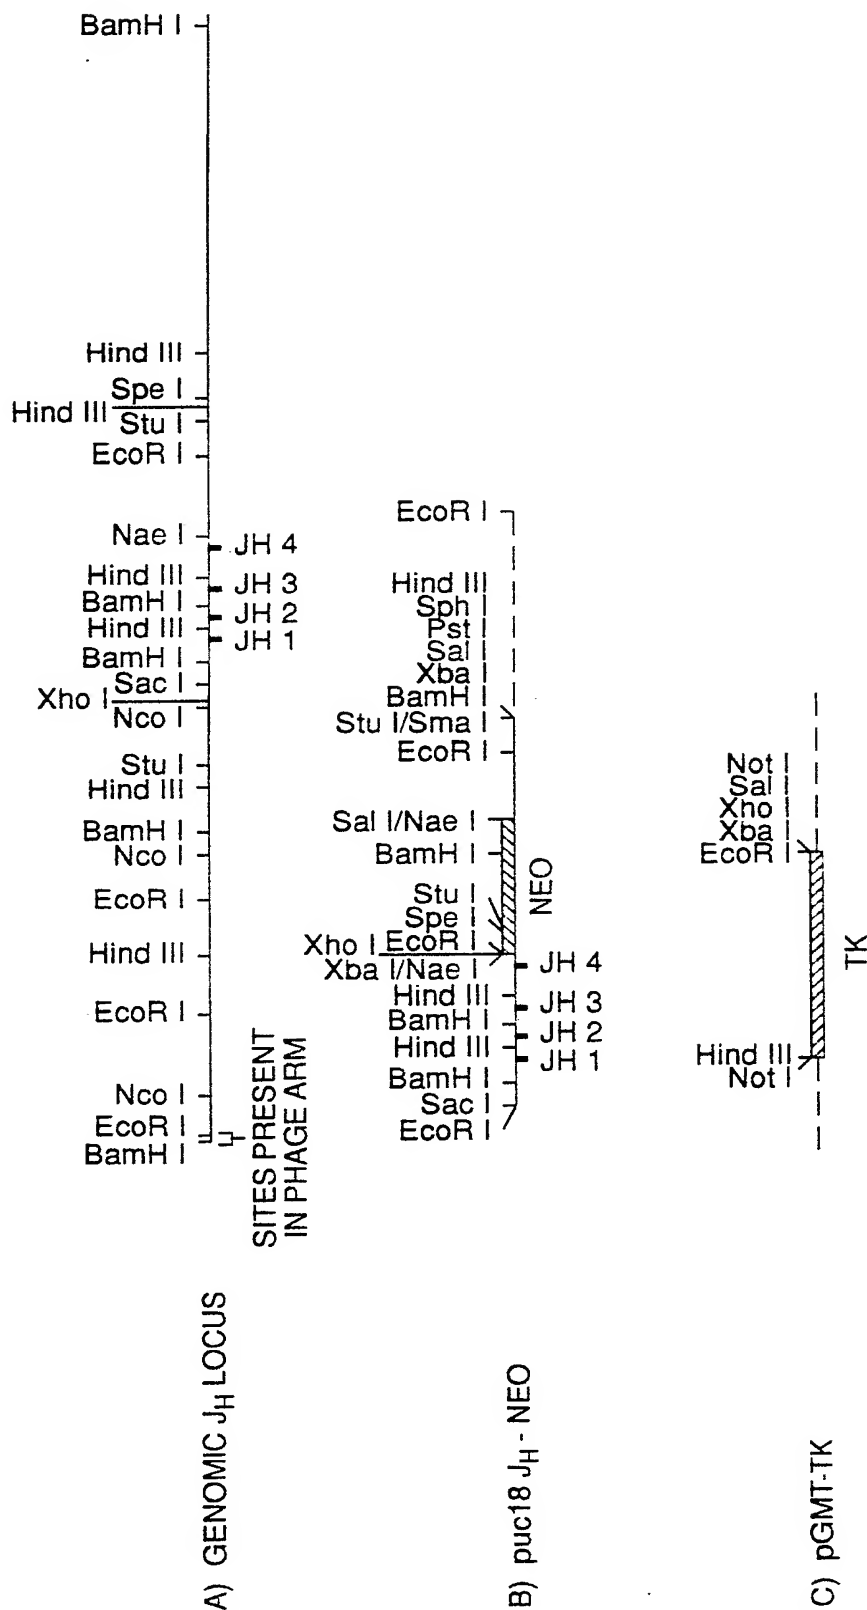 BamH I
Hind III
Spe I
Hind III
Stu I
EcoR I
Nae I
JH 4
Hind III
JH 3
BamH I
JH 2
Hind III
JH 1
BamH I
Sac I
Xho I
Nco I
Stu I
Hind III
BamH I
Nco I
EcoR I
Hind III
EcoR I
Nco I
EcoR I
BamH I
SITES PRESENT
IN PHAGE ARM
A) GENOMIC JH LOCUS
EcoR I
Hind III
Sph I
Pst I
Sal I
Xba I
BamH I
Stu I/Sma I
EcoR I
Sal I/Nae I
BamH I
NEO
Stu I
Spe I
EcoR I
Xho I
Xba I/Nae I
JH 4
Hind III
JH 3
BamH I
JH 2
Hind III
JH 1
BamH I
Sac I
EcoR I
B) puc18 JH - NEO
Not I
Sal I
Xho I
Xba I
EcoR I
TK
Hind III
Not I
C) pGMT-TK